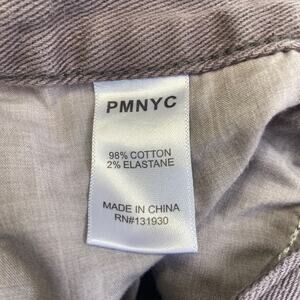 PMNYC
98% COTTON
2% ELASTANE
MADE IN CHINA
RN#131930